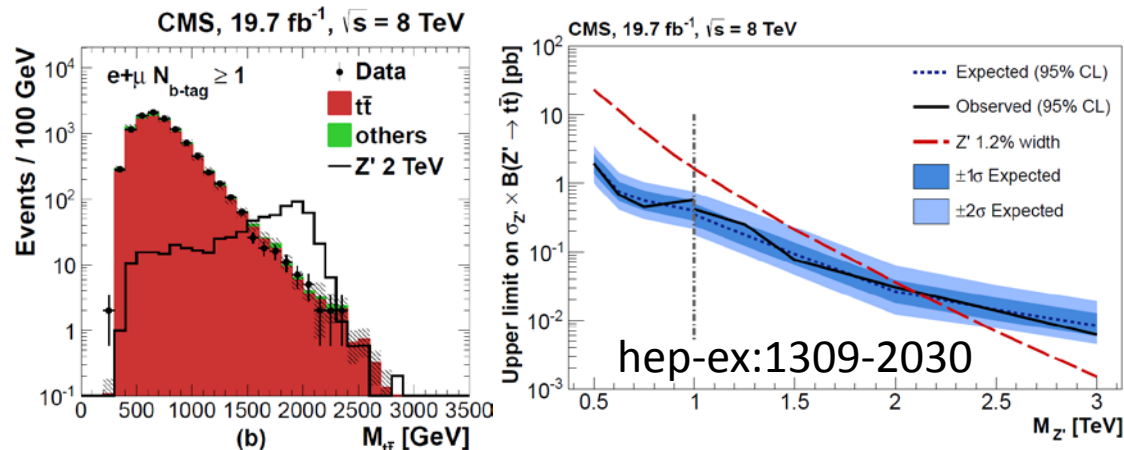 CMS, 19.7 fb⁻¹, √s = 8 TeV
Events / 100 GeV
10⁴
10³
10²
10
1
10⁻¹
e+μ N_b-tag ≥ 1
Data
tt̄
others
Z' 2 TeV
0 500 1000 1500 2000 2500 3000 3500
(b) M_tt̄ [GeV]
CMS, 19.7 fb⁻¹, √s = 8 TeV
Upper limit on σ_Z' × B(Z' → tt̄) [pb]
10²
10
1
10⁻¹
10⁻²
10⁻³
Expected (95% CL)
Observed (95% CL)
Z' 1.2% width
±1σ Expected
±2σ Expected
hep-ex:1309-2030
0.5 1 1.5 2 2.5 3
M_Z' [TeV]